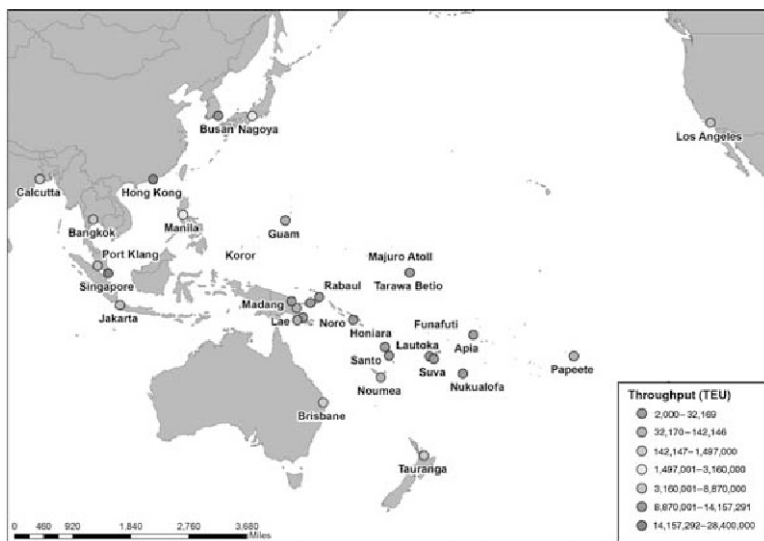 Busan Nagoya
Los Angeles
Calcutta
Hong Kong
Bangkok
Manila
Guam
Port Klang
Koror
Majuro Atoll
Singapore
Tarawa Betio
Jakarta
Madang
Rabaul
Lae
Noro
Honiara
Funafuti
Lautoka
Apia
Santo
Suva
Papeete
Noumea
Nukualofa
Brisbane
Tauranga
Throughput (TEU)
2,000–32,169
32,170–142,146
142,147–1,497,000
1,497,001–3,160,000
3,160,001–8,870,000
8,870,001–14,157,291
14,157,292–28,400,000
0 460 920 1,840 2,760 3,680
Miles